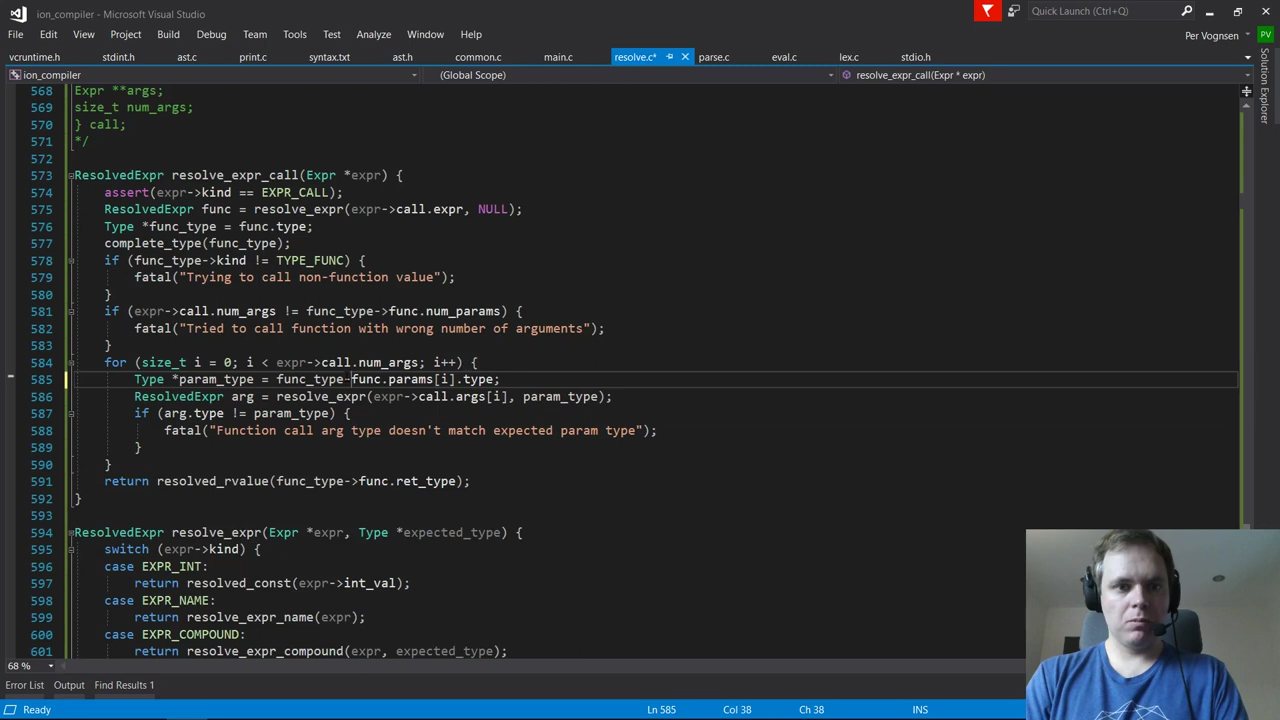 ion_compiler - Microsoft Visual Studio
Quick Launch (Ctrl+Q)
File Edit View Project Build Debug Team Tools Test Analyze Window Help
Per Vognsen PV
vcruntime.h stdint.h ast.c print.c syntax.txt ast.h common.c main.c resolve.c* parse.c eval.c lex.c stdio.h
ion_compiler (Global Scope) resolve_expr_call(Expr * expr)
Solution Explorer
568 Expr **args;
569 size_t num_args;
570 } call;
571 */
572
573 ResolvedExpr resolve_expr_call(Expr *expr) {
574 assert(expr->kind == EXPR_CALL);
575 ResolvedExpr func = resolve_expr(expr->call.expr, NULL);
576 Type *func_type = func.type;
577 complete_type(func_type);
578 if (func_type->kind != TYPE_FUNC) {
579 fatal("Trying to call non-function value");
580 }
581 if (expr->call.num_args != func_type->func.num_params) {
582 fatal("Tried to call function with wrong number of arguments");
583 }
584 for (size_t i = 0; i < expr->call.num_args; i++) {
585 Type *param_type = func_type-func.params[i].type;
586 ResolvedExpr arg = resolve_expr(expr->call.args[i], param_type);
587 if (arg.type != param_type) {
588 fatal("Function call arg type doesn't match expected param type");
589 }
590 }
591 return resolved_rvalue(func_type->func.ret_type);
592 }
593
594 ResolvedExpr resolve_expr(Expr *expr, Type *expected_type) {
595 switch (expr->kind) {
596 case EXPR_INT:
597 return resolved_const(expr->int_val);
598 case EXPR_NAME:
599 return resolve_expr_name(expr);
600 case EXPR_COMPOUND:
601 return resolve_expr_compound(expr, expected_type);
68 %
Error List Output Find Results 1
Ready Ln 585 Col 38 Ch 38 INS